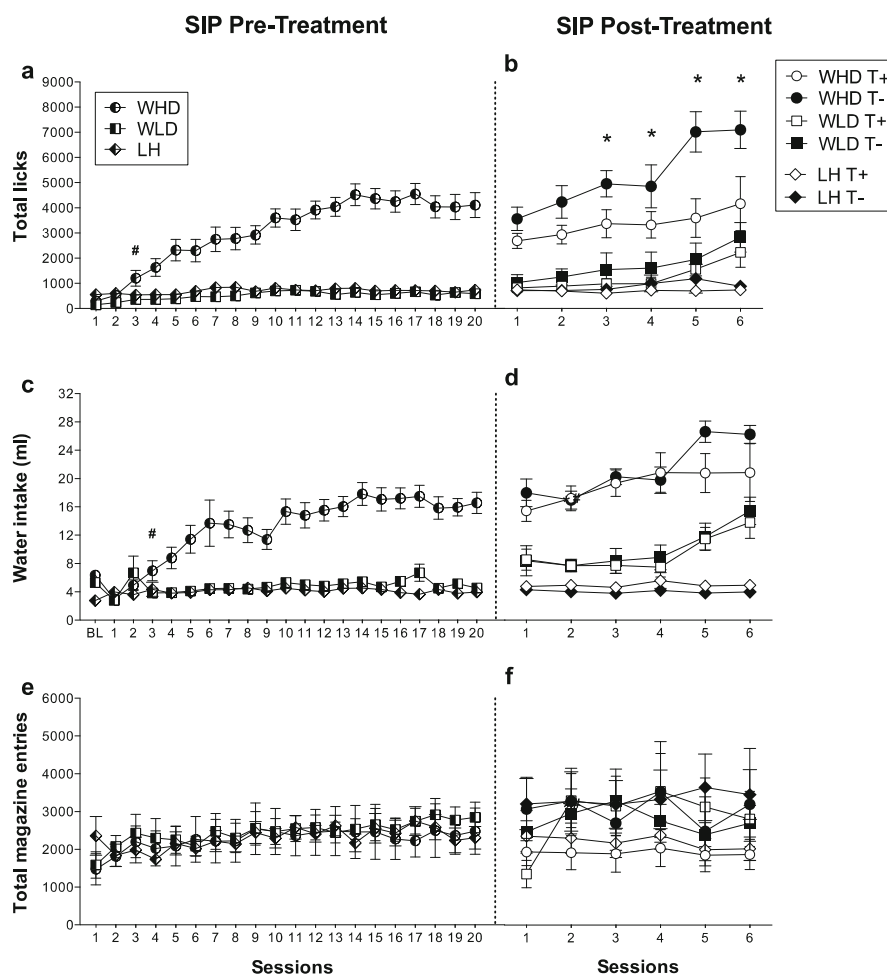 SIP Pre-Treatment
SIP Post-Treatment
a
Total licks
9000
8000
7000
6000
5000
4000
3000
2000
1000
0
WHD
WLD
LH
#
1 2 3 4 5 6 7 8 9 10 11 12 13 14 15 16 17 18 19 20
b
* * * *
1 2 3 4 5 6
WHD T+
WHD T-
WLD T+
WLD T-
LH T+
LH T-
c
Water intake (ml)
32
28
24
20
16
12
8
4
0
#
BL 1 2 3 4 5 6 7 8 9 10 11 12 13 14 15 16 17 18 19 20
d
1 2 3 4 5 6
e
Total magazine entries
6000
5000
4000
3000
2000
1000
0
1 2 3 4 5 6 7 8 9 10 11 12 13 14 15 16 17 18 19 20
Sessions
f
1 2 3 4 5 6
Sessions